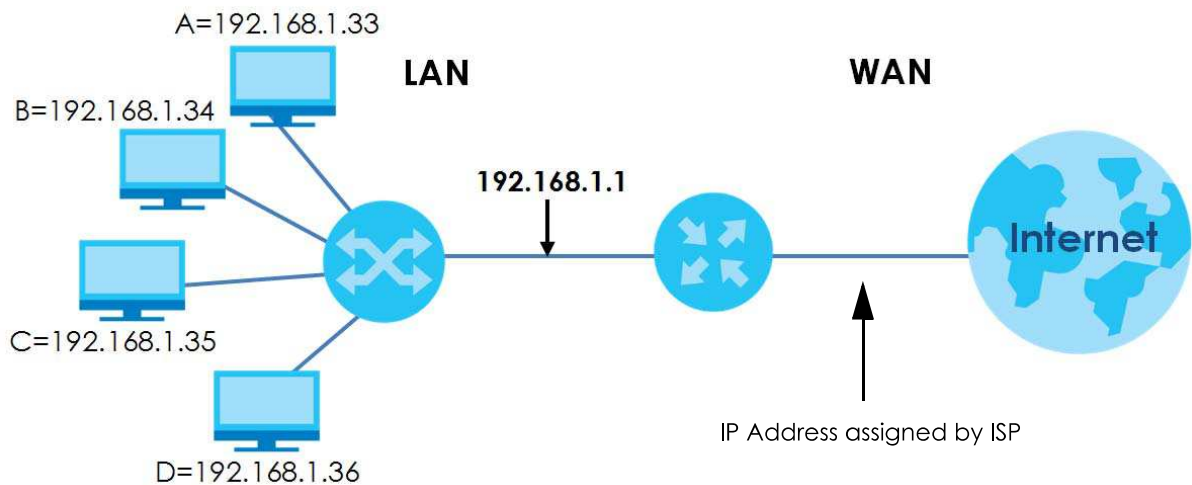 A=192.168.1.33
LAN
WAN
B=192.168.1.34
192.168.1.1
Internet
C=192.168.1.35
IP Address assigned by ISP
D=192.168.1.36